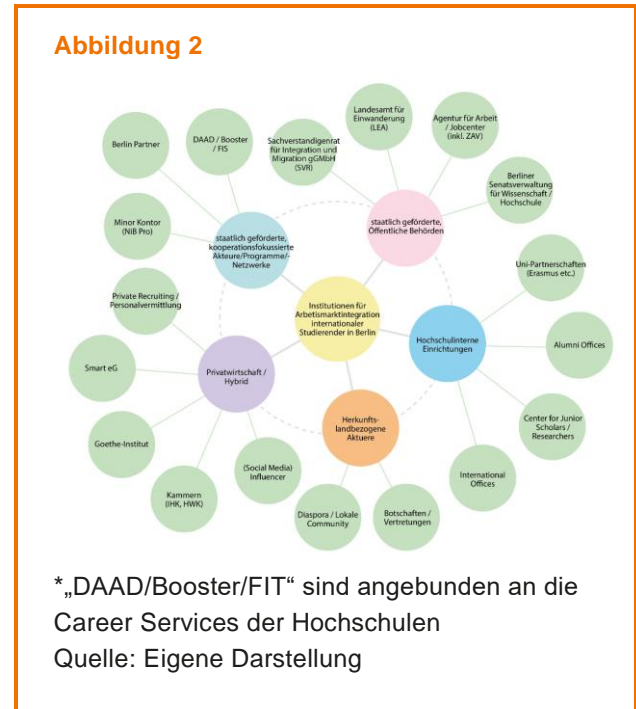 Abbildung 2
Landesamt für
Einwanderung
(LEA)
Agentur für Arbeit
/ Jobcenter
(inkl. ZAV)
DAAD / Booster
/ FIS
Sachverstandigenrat
für Integration und
Migration gGMbH
(SVR)
Berlin Partner
Berliner
Senatsverwaltung
für Wissenschaft /
Hochschule
Minor Kontor
(NiB Pro)
staatlich geförderte,
kooperationsfokussierte
Akteure/Programme/-
Netzwerke
staatlich geförderte,
Öffentliche Behörden
Uni-Partnerschaften
(Erasmus etc.)
Private Recruiting /
Personalvermittlung
Institutionen für
Arbetismarktintegration
internationaler
Studierender in Berlin
Hochschulinterne
Einrichtungen
Alumni Offices
Smart eG
Privatwirtschaft /
Hybrid
Herkunfts-
landbezogene
Aktuere
Center for Junior
Scholars /
Researchers
Goethe-Institut
(Social Media)
Influencer
International
Offices
Kammern
(IHK, HWK)
Diaspora / Lokale
Community
Botschaften /
Vertretungen
*„DAAD/Booster/FIT“ sind angebunden an die
Career Services der Hochschulen
Quelle: Eigene Darstellung